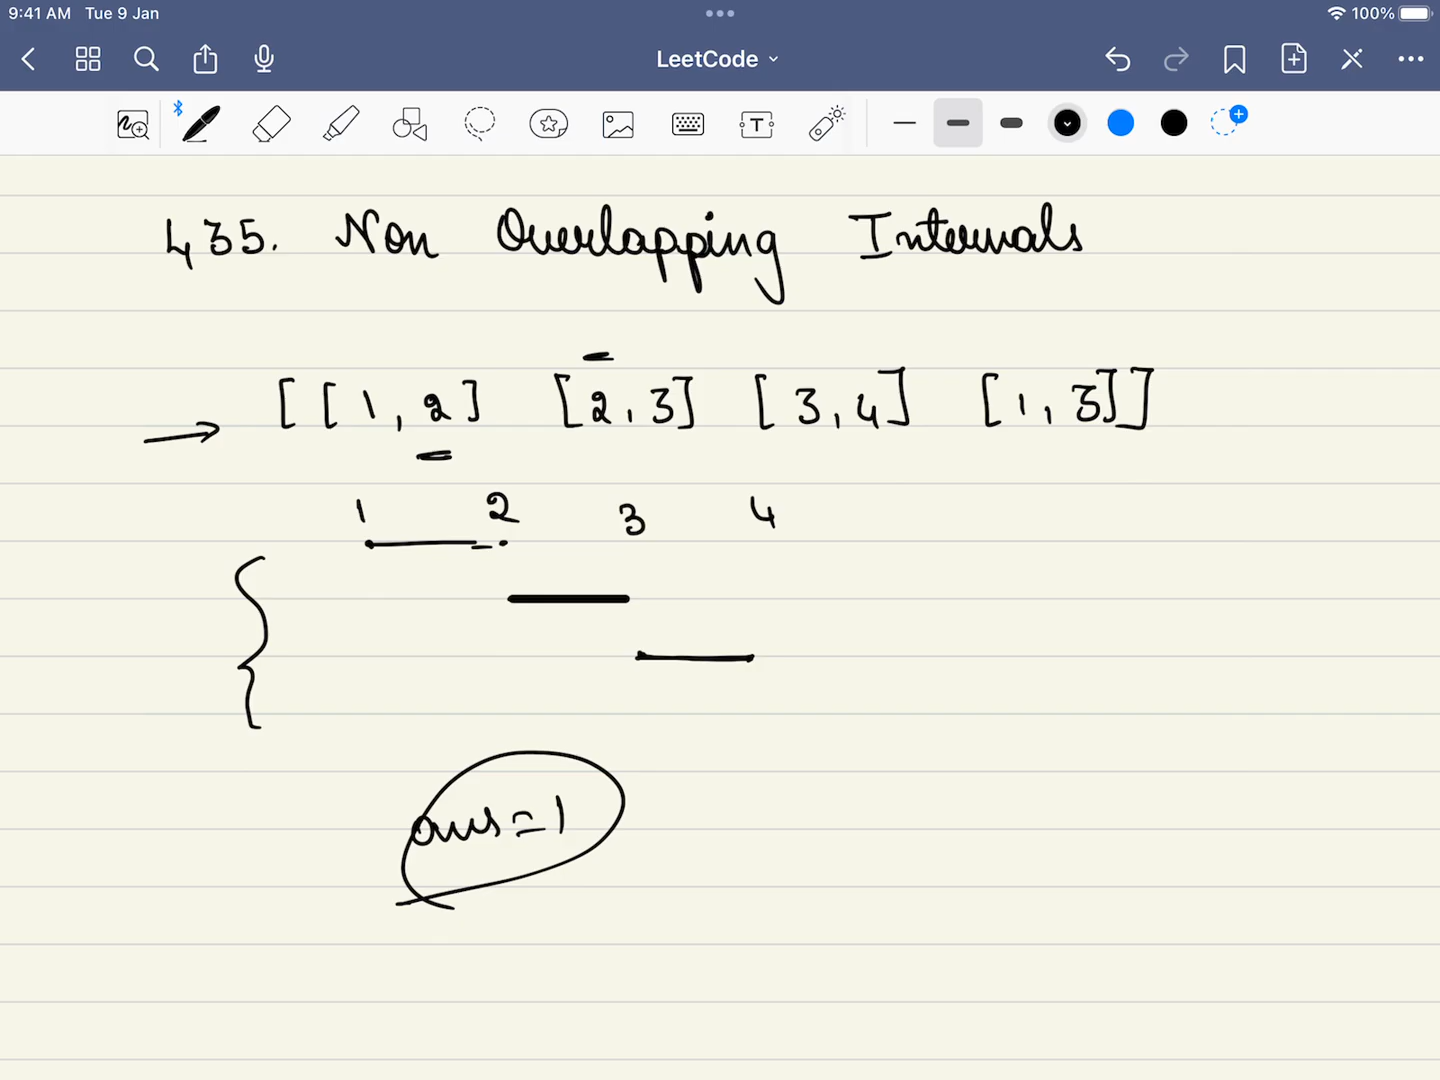 9:41 AM Tue 9 Jan 100%
LeetCode
T
435. Non Overlapping Intervals
[ [ 1, 2 ] [ 2, 3 ] [ 3, 4 ] [ 1, 3 ] ]
1 2 3 4
ans = 1